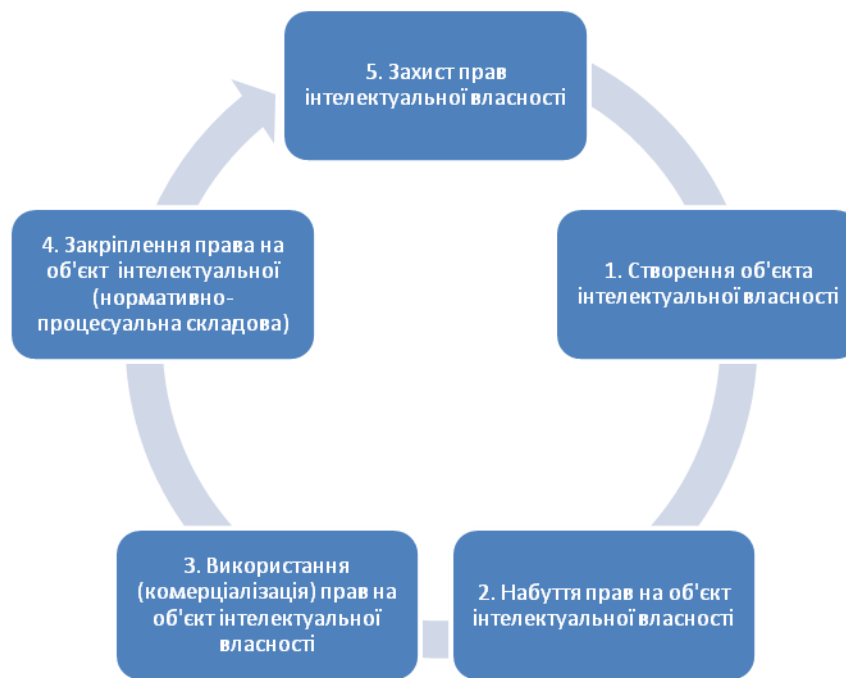 5. Захист прав
інтелектуальної власності
1. Створення об'єкта
інтелектуальної власності
2. Набуття прав на об'єкт
інтелектуальної власності
3. Використання
(комерціалізація) прав на
об'єкт інтелектуальної
власності
4. Закріплення права на
об'єкт інтелектуальної
(нормативно-
процесуальна складова)